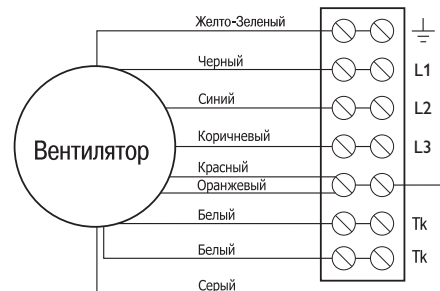 Желто-Зеленый
Черный L1
Синий L2
Коричневый L3
Вентилятор
Красный
Оранжевый
Белый Tk
Белый Tk
Серый